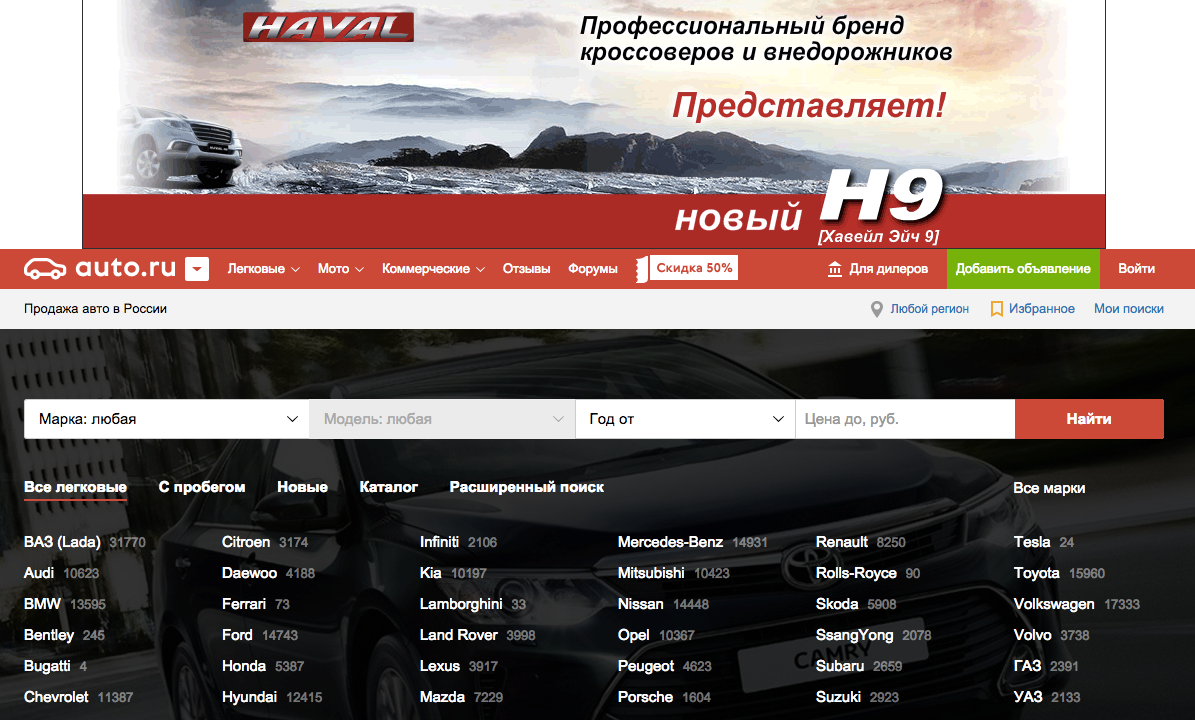 HAVAL
Профессиональный бренд
кроссоверов и внедорожников
Представляет!
новый H9
[Хавейл Эйч 9]
auto.ru Легковые Мото Коммерческие Отзывы Форумы Скидка 50% Для дилеров Добавить объявление Войти
Продажа авто в России Любой регион Избранное Мои поиски
Марка: любая Модель: любая Год от Цена до, руб. Найти
Все легковые С пробегом Новые Каталог Расширенный поиск Все марки
ВАЗ (Lada) 31770 Citroen 3174 Infiniti 2106 Mercedes-Benz 14931 Renault 8250 Tesla 24
Audi 10623 Daewoo 4188 Kia 10197 Mitsubishi 10423 Rolls-Royce 90 Toyota 15960
BMW 13595 Ferrari 73 Lamborghini 33 Nissan 14448 Skoda 5908 Volkswagen 17333
Bentley 245 Ford 14743 Land Rover 3998 Opel 10367 SsangYong 2078 Volvo 3738
Bugatti 4 Honda 5387 Lexus 3917 Peugeot 4623 Subaru 2659 ГАЗ 2391
Chevrolet 11387 Hyundai 12415 Mazda 7229 Porsche 1604 Suzuki 2923 УАЗ 2133
CAMRY